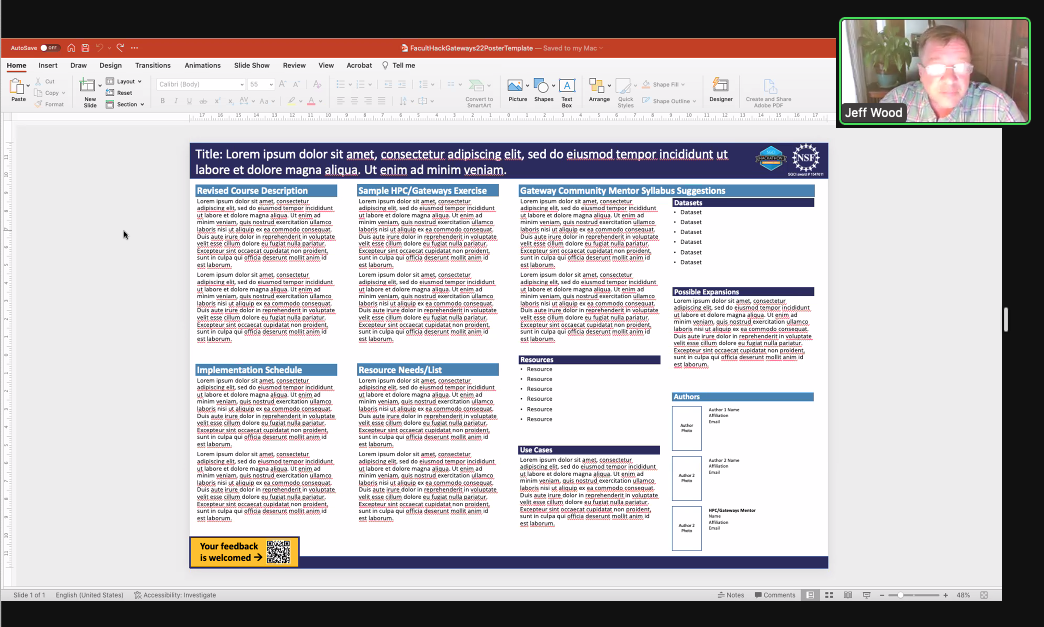 AutoSave OFF
FacultHackGateways22PosterTemplate — Saved to my Mac
Home Insert Draw Design Transitions Animations Slide Show Review View Acrobat Tell me
Paste
Cut
Copy
Format
New
Slide
Layout
Reset
Section
Calibri (Body) 55
Convert to
SmartArt
Picture
Shapes
Text
Box
Arrange
Quick
Styles
Shape Fill
Shape Outline
Designer
Create and Share
Adobe PDF
Jeff Wood
Title: Lorem ipsum dolor sit amet, consectetur adipiscing elit, sed do eiusmod tempor incididunt ut
labore et dolore magna aliqua. Ut enim ad minim veniam.
HACKATHON
NSF
Revised Course Description
Lorem ipsum dolor sit amet, consectetur
adipiscing elit, sed do eiusmod tempor incididunt
ut labore et dolore magna aliqua. Ut enim ad
minim veniam, quis nostrud exercitation ullamco
laboris nisi ut aliquip ex ea commodo consequat.
Duis aute irure dolor in reprehenderit in voluptate
velit esse cillum dolore eu fugiat nulla pariatur.
Excepteur sint occaecat cupidatat non proident,
sunt in culpa qui officia deserunt mollit anim id
est laborum.
Lorem ipsum dolor sit amet, consectetur
adipiscing elit, sed do eiusmod tempor incididunt
ut labore et dolore magna aliqua. Ut enim ad
minim veniam, quis nostrud exercitation ullamco
laboris nisi ut aliquip ex ea commodo consequat.
Duis aute irure dolor in reprehenderit in voluptate
velit esse cillum dolore eu fugiat nulla pariatur.
Excepteur sint occaecat cupidatat non proident,
sunt in culpa qui officia deserunt mollit anim id
est laborum.
Implementation Schedule
Lorem ipsum dolor sit amet, consectetur
adipiscing elit, sed do eiusmod tempor incididunt
ut labore et dolore magna aliqua. Ut enim ad
minim veniam, quis nostrud exercitation ullamco
laboris nisi ut aliquip ex ea commodo consequat.
Duis aute irure dolor in reprehenderit in voluptate
velit esse cillum dolore eu fugiat nulla pariatur.
Excepteur sint occaecat cupidatat non proident,
sunt in culpa qui officia deserunt mollit anim id
est laborum.
Lorem ipsum dolor sit amet, consectetur
adipiscing elit, sed do eiusmod tempor incididunt
ut labore et dolore magna aliqua. Ut enim ad
minim veniam, quis nostrud exercitation ullamco
laboris nisi ut aliquip ex ea commodo consequat.
Duis aute irure dolor in reprehenderit in voluptate
velit esse cillum dolore eu fugiat nulla pariatur.
Excepteur sint occaecat cupidatat non proident,
sunt in culpa qui officia deserunt mollit anim id
est laborum.
Sample HPC/Gateways Exercise
Lorem ipsum dolor sit amet, consectetur
adipiscing elit, sed do eiusmod tempor incididunt
ut labore et dolore magna aliqua. Ut enim ad
minim veniam, quis nostrud exercitation ullamco
laboris nisi ut aliquip ex ea commodo consequat.
Duis aute irure dolor in reprehenderit in voluptate
velit esse cillum dolore eu fugiat nulla pariatur.
Excepteur sint occaecat cupidatat non proident,
sunt in culpa qui officia deserunt mollit anim id
est laborum.
Lorem ipsum dolor sit amet, consectetur
adipiscing elit, sed do eiusmod tempor incididunt
ut labore et dolore magna aliqua. Ut enim ad
minim veniam, quis nostrud exercitation ullamco
laboris nisi ut aliquip ex ea commodo consequat.
Duis aute irure dolor in reprehenderit in voluptate
velit esse cillum dolore eu fugiat nulla pariatur.
Excepteur sint occaecat cupidatat non proident,
sunt in culpa qui officia deserunt mollit anim id
est laborum.
Resource Needs/List
Lorem ipsum dolor sit amet, consectetur
adipiscing elit, sed do eiusmod tempor incididunt
ut labore et dolore magna aliqua. Ut enim ad
minim veniam, quis nostrud exercitation ullamco
laboris nisi ut aliquip ex ea commodo consequat.
Duis aute irure dolor in reprehenderit in voluptate
velit esse cillum dolore eu fugiat nulla pariatur.
Excepteur sint occaecat cupidatat non proident,
sunt in culpa qui officia deserunt mollit anim id
est laborum.
Lorem ipsum dolor sit amet, consectetur
adipiscing elit, sed do eiusmod tempor incididunt
ut labore et dolore magna aliqua. Ut enim ad
minim veniam, quis nostrud exercitation ullamco
laboris nisi ut aliquip ex ea commodo consequat.
Duis aute irure dolor in reprehenderit in voluptate
velit esse cillum dolore eu fugiat nulla pariatur.
Excepteur sint occaecat cupidatat non proident,
sunt in culpa qui officia deserunt mollit anim id
est laborum.
Gateway Community Mentor Syllabus Suggestions
Lorem ipsum dolor sit amet, consectetur
adipiscing elit, sed do eiusmod tempor incididunt
ut labore et dolore magna aliqua. Ut enim ad
minim veniam, quis nostrud exercitation ullamco
laboris nisi ut aliquip ex ea commodo consequat.
Duis aute irure dolor in reprehenderit in voluptate
velit esse cillum dolore eu fugiat nulla pariatur.
Excepteur sint occaecat cupidatat non proident,
sunt in culpa qui officia deserunt mollit anim id
est laborum.
Lorem ipsum dolor sit amet, consectetur
adipiscing elit, sed do eiusmod tempor incididunt
ut labore et dolore magna aliqua. Ut enim ad
minim veniam, quis nostrud exercitation ullamco
laboris nisi ut aliquip ex ea commodo consequat.
Duis aute irure dolor in reprehenderit in voluptate
velit esse cillum dolore eu fugiat nulla pariatur.
Excepteur sint occaecat cupidatat non proident,
sunt in culpa qui officia deserunt mollit anim id
est laborum.
Resources
• Resource
• Resource
• Resource
• Resource
• Resource
• Resource
Use Cases
Lorem ipsum dolor sit amet, consectetur
adipiscing elit, sed do eiusmod tempor incididunt
ut labore et dolore magna aliqua. Ut enim ad
minim veniam, quis nostrud exercitation ullamco
laboris nisi ut aliquip ex ea commodo consequat.
Duis aute irure dolor in reprehenderit in voluptate
velit esse cillum dolore eu fugiat nulla pariatur.
Excepteur sint occaecat cupidatat non proident,
sunt in culpa qui officia deserunt mollit anim id
est laborum.
Datasets
• Dataset
• Dataset
• Dataset
• Dataset
• Dataset
• Dataset
Possible Expansions
Lorem ipsum dolor sit amet, consectetur
adipiscing elit, sed do eiusmod tempor incididunt
ut labore et dolore magna aliqua. Ut enim ad
minim veniam, quis nostrud exercitation ullamco
laboris nisi ut aliquip ex ea commodo consequat.
Duis aute irure dolor in reprehenderit in voluptate
velit esse cillum dolore eu fugiat nulla pariatur.
Excepteur sint occaecat cupidatat non proident,
sunt in culpa qui officia deserunt mollit anim id
est laborum.
Authors
Author
Photo
Author 1 Name
Affiliation
Email
Author 2
Photo
Author 2 Name
Affiliation
Email
Author 2
Photo
HPC/Gateways Mentor
Name
Affiliation
Email
Your feedback
is welcomed →
Slide 1 of 1 English (United States) Accessibility: Investigate Notes Comments 48%